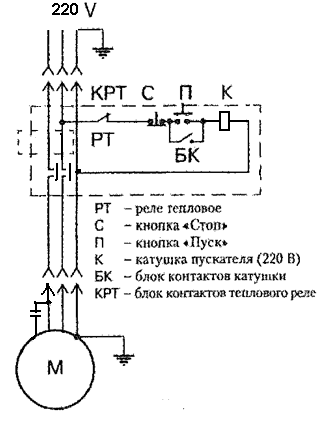 220 V
КРТ С П К
РТ
БК
РТ – реле тепловое
С – кнопка «Стоп»
П – кнопка «Пуск»
К – катушка пускателя (220 В)
БК – блок контактов катушки
КРТ – блок контактов теплового реле
М